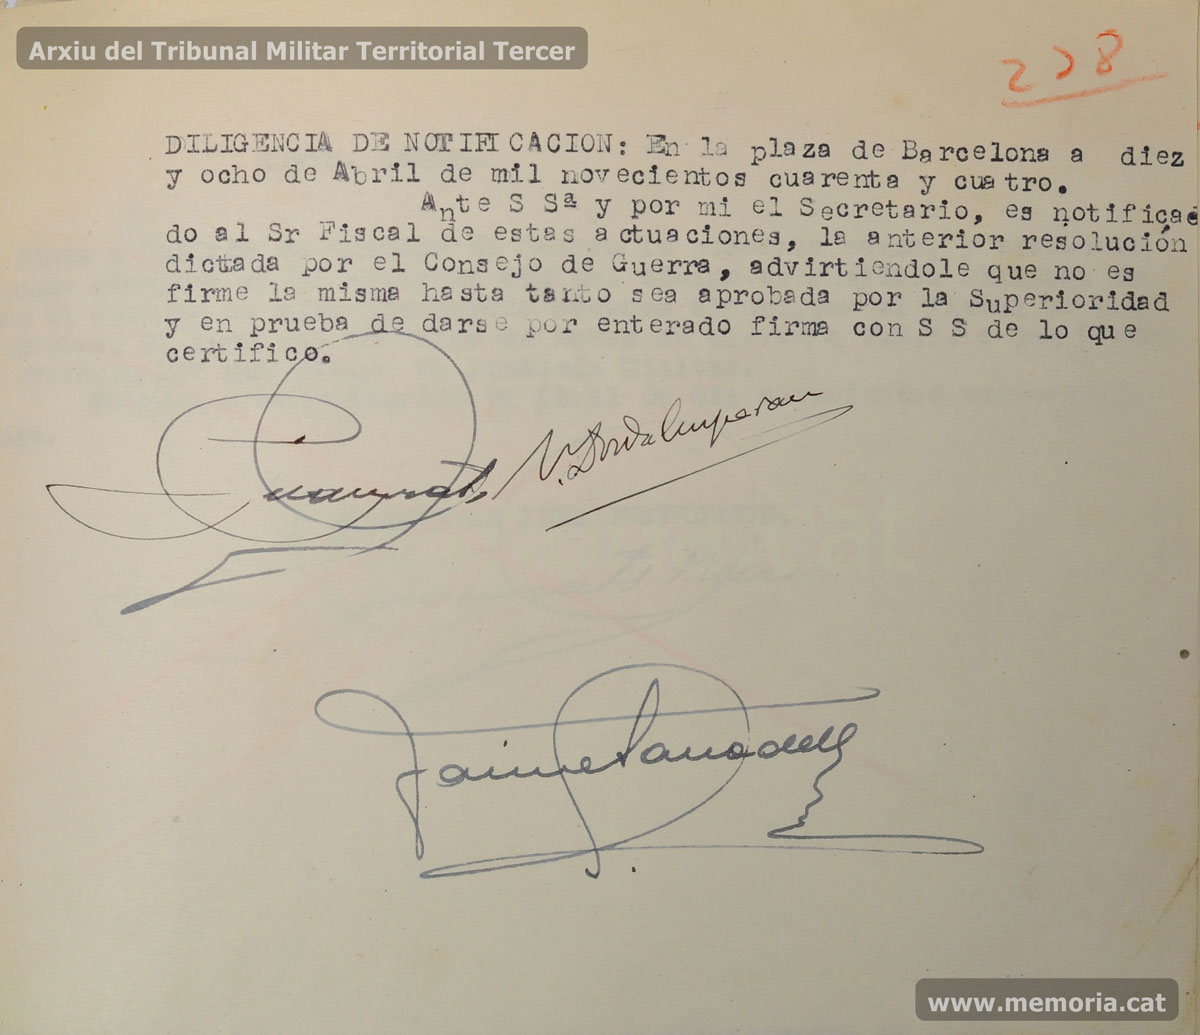 Arxiu del Tribunal Militar Territorial Tercer
228
DILIGENCIA DE NOTIFICACION: En la plaza de Barcelona a diez
y ocho de Abril de mil novecientos cuarenta y cuatro.
Ante S Sª y por mi el Secretario, es notificad
do al Sr Fiscal de estas actuaciones, la anterior resolución
dictada por el Consejo de Guerra, advirtiendole que no es
firme la misma hasta tanto sea aprobada por la Superioridad
y en prueba de darse por enterado firma con S S de lo que
certifico.
Jaime
www.memoria.cat